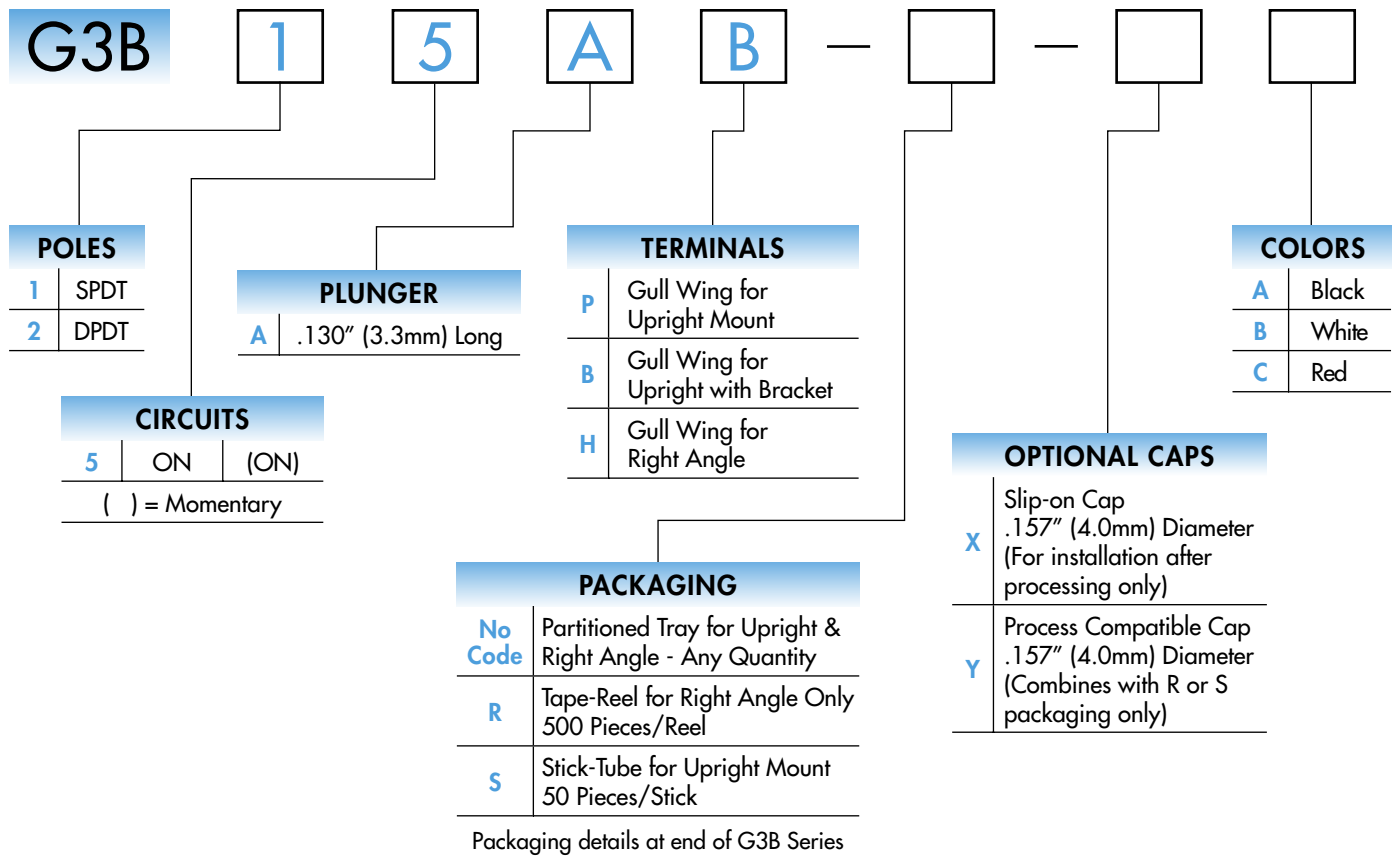 G3B 1 5 A B — —
POLES
1 SPDT
2 DPDT
CIRCUITS
5 ON (ON)
( ) = Momentary
PLUNGER
A .130" (3.3mm) Long
TERMINALS
P Gull Wing for
Upright Mount
B Gull Wing for
Upright with Bracket
H Gull Wing for
Right Angle
PACKAGING
No Code Partitioned Tray for Upright &
Right Angle - Any Quantity
R Tape-Reel for Right Angle Only
500 Pieces/Reel
S Stick-Tube for Upright Mount
50 Pieces/Stick
Packaging details at end of G3B Series
OPTIONAL CAPS
X Slip-on Cap
.157" (4.0mm) Diameter
(For installation after
processing only)
Y Process Compatible Cap
.157" (4.0mm) Diameter
(Combines with R or S
packaging only)
COLORS
A Black
B White
C Red